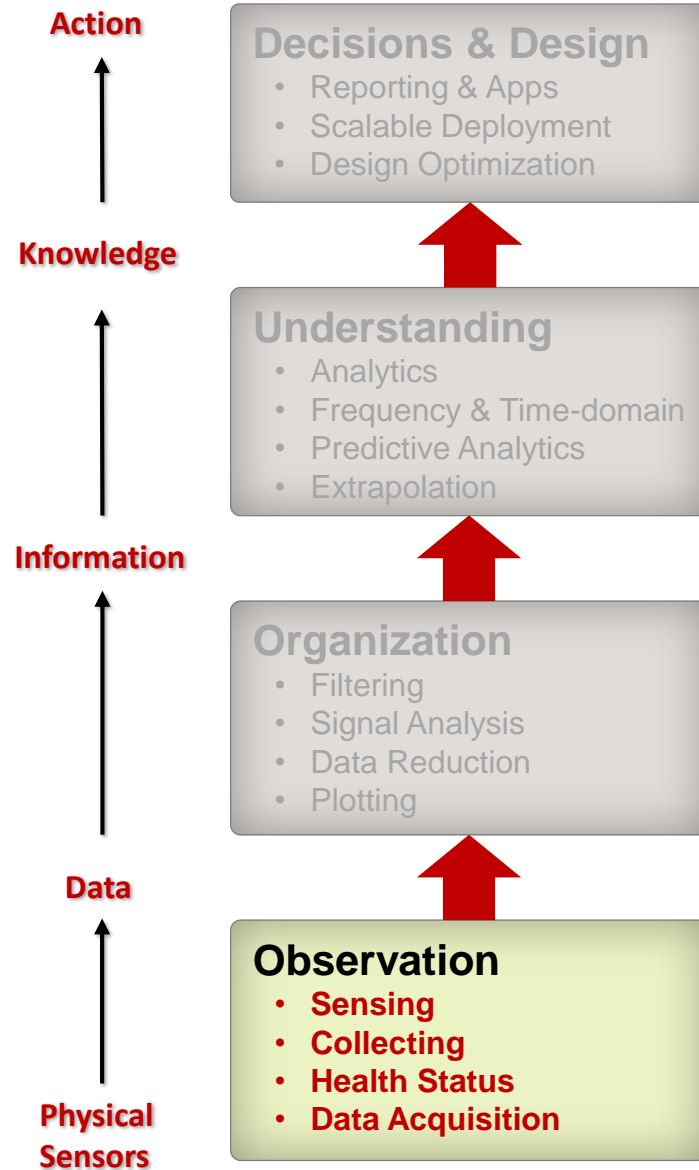 Action
Decisions & Design
• Reporting & Apps
• Scalable Deployment
• Design Optimization
Knowledge
Understanding
• Analytics
• Frequency & Time-domain
• Predictive Analytics
• Extrapolation
Information
Organization
• Filtering
• Signal Analysis
• Data Reduction
• Plotting
Data
Observation
• Sensing
• Collecting
• Health Status
• Data Acquisition
Physical
Sensors